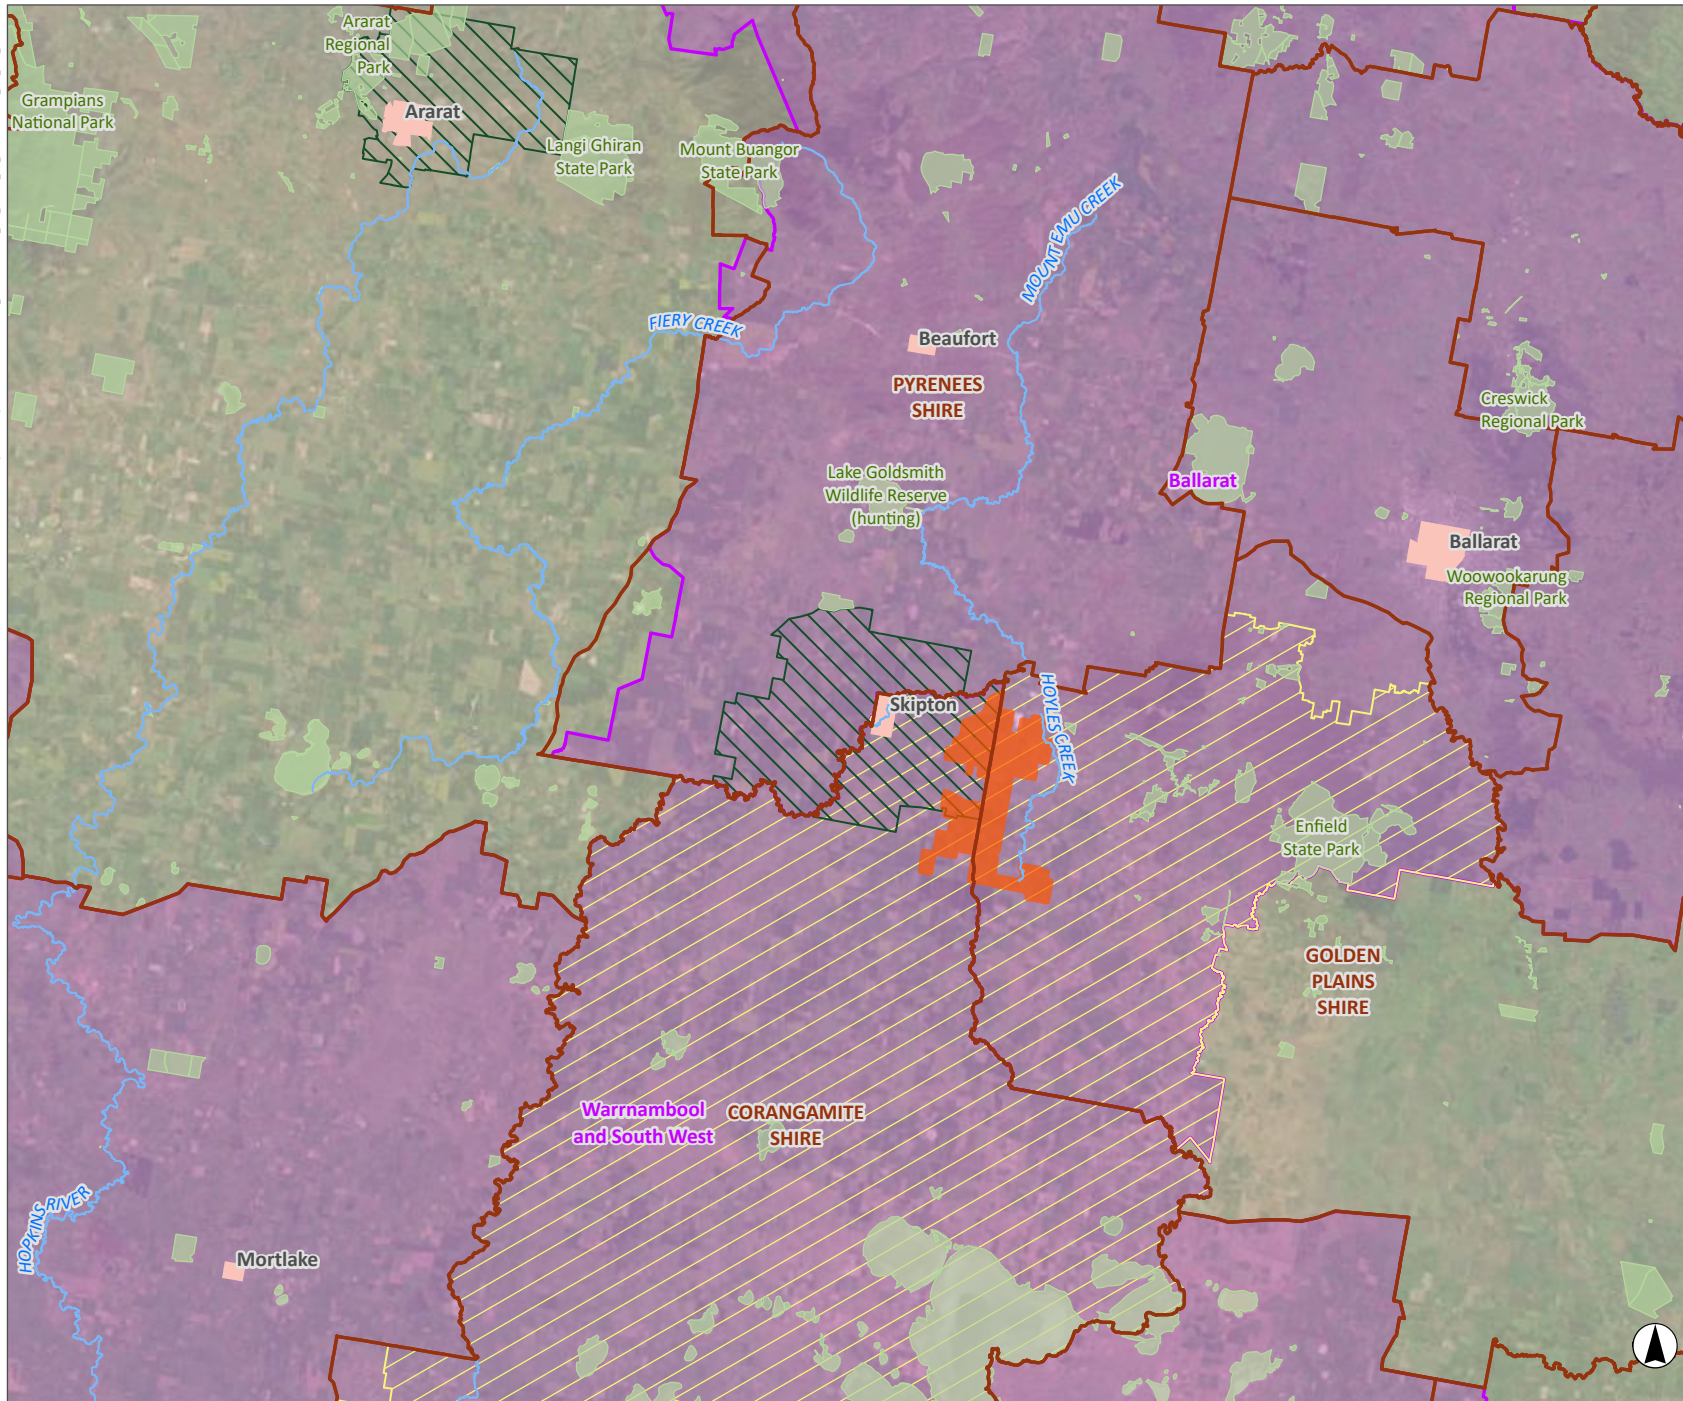 Ararat
Regional
Park
Grampians
National Park
Ararat
Langi Ghiran
State Park
Mount Buangor
State Park
MOUNT EMU CREEK
FIERY CREEK
Beaufort
PYRENEES
SHIRE
Creswick
Regional Park
Lake Goldsmith
Wildlife Reserve
(hunting)
Ballarat
Ballarat
Woowookarung
Regional Park
Skipton
HOYLES CREEK
Enfield
State Park
GOLDEN
PLAINS
SHIRE
Warrnambool
and South West
CORANGAMITE
SHIRE
HOPKINS RIVER
Mortlake